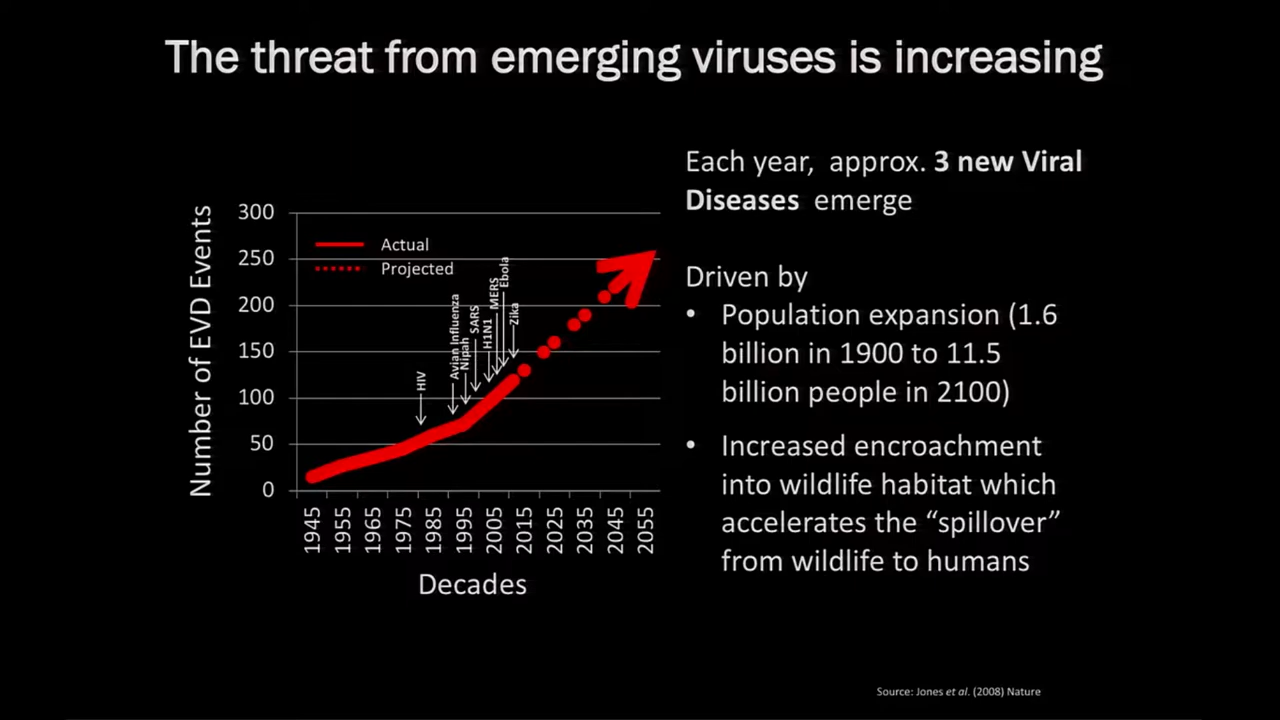 The threat from emerging viruses is increasing
Each year, approx. 3 new Viral
Diseases emerge
Driven by
• Population expansion (1.6
billion in 1900 to 11.5
billion people in 2100)
• Increased encroachment
into wildlife habitat which
accelerates the “spillover”
from wildlife to humans
Number of EVD Events
300
250
200
150
100
50
0
Actual
Projected
HIV
Avian Influenza
Nipah
SARS
H1N1
MERS
Ebola
Zika
1945
1955
1965
1975
1985
1995
2005
2015
2025
2035
2045
2055
Decades
Source: Jones et al. (2008) Nature